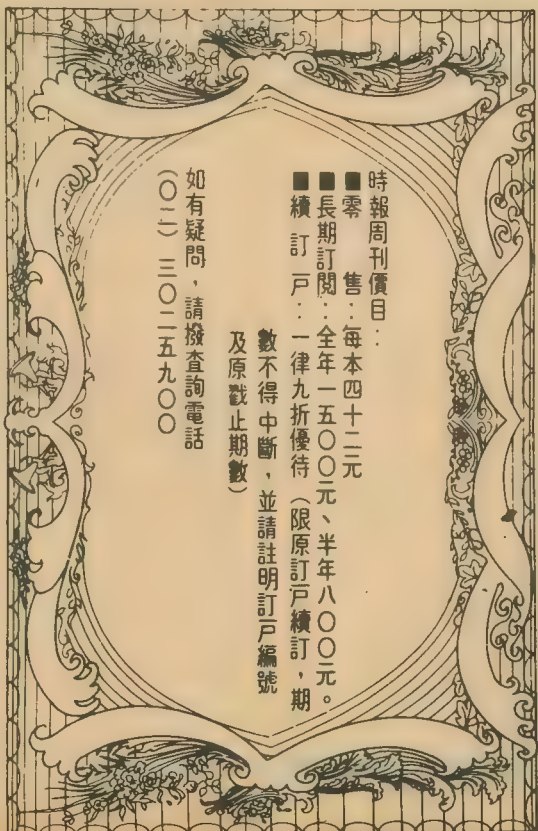 時報周刊價目：
■零　　售：每本四十二元
■長期訂閱：全年一五〇〇元、半年八〇〇元。
■續 訂 戶：一律九折優待（限原訂戶續訂，期
數不得中斷，並請註明訂戶編號
及原戳止期數）
如有疑問，請撥查詢電話
（〇二）三〇二五九〇〇